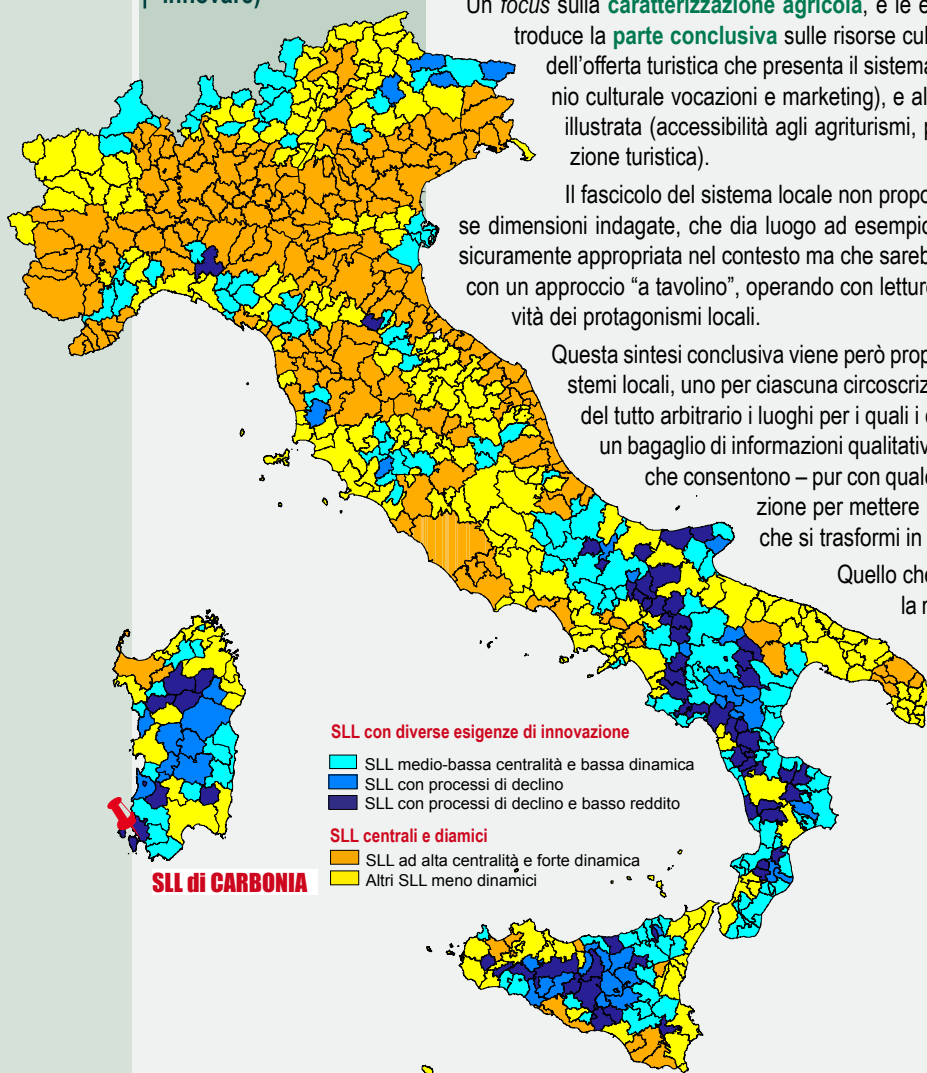 innovare)
Un focus sulla caratterizzazione agricola, e le e
troduce la parte conclusiva sulle risorse cul
dell'offerta turistica che presenta il sistema
nio culturale vocazioni e marketing), e al
illustrata (accessibilità agli agriturismi, p
zione turistica).
Il fascicolo del sistema locale non propo
se dimensioni indagate, che dia luogo ad esempio
sicuramente appropriata nel contesto ma che sareb
con un approccio “a tavolino”, operando con letture
vità dei protagonismi locali.
Questa sintesi conclusiva viene però prop
stemi locali, uno per ciascuna circoscriz
del tutto arbitrario i luoghi per i quali i
un bagaglio di informazioni qualitativ
che consentono – pur con qualc
zione per mettere
che si trasformi in
Quello che
la
SLL con diverse esigenze di innovazione
SLL medio-bassa centralità e bassa dinamica
SLL con processi di declino
SLL con processi di declino e basso reddito
SLL centrali e diamici
SLL ad alta centralità e forte dinamica
Altri SLL meno dinamici
SLL di CARBONIA